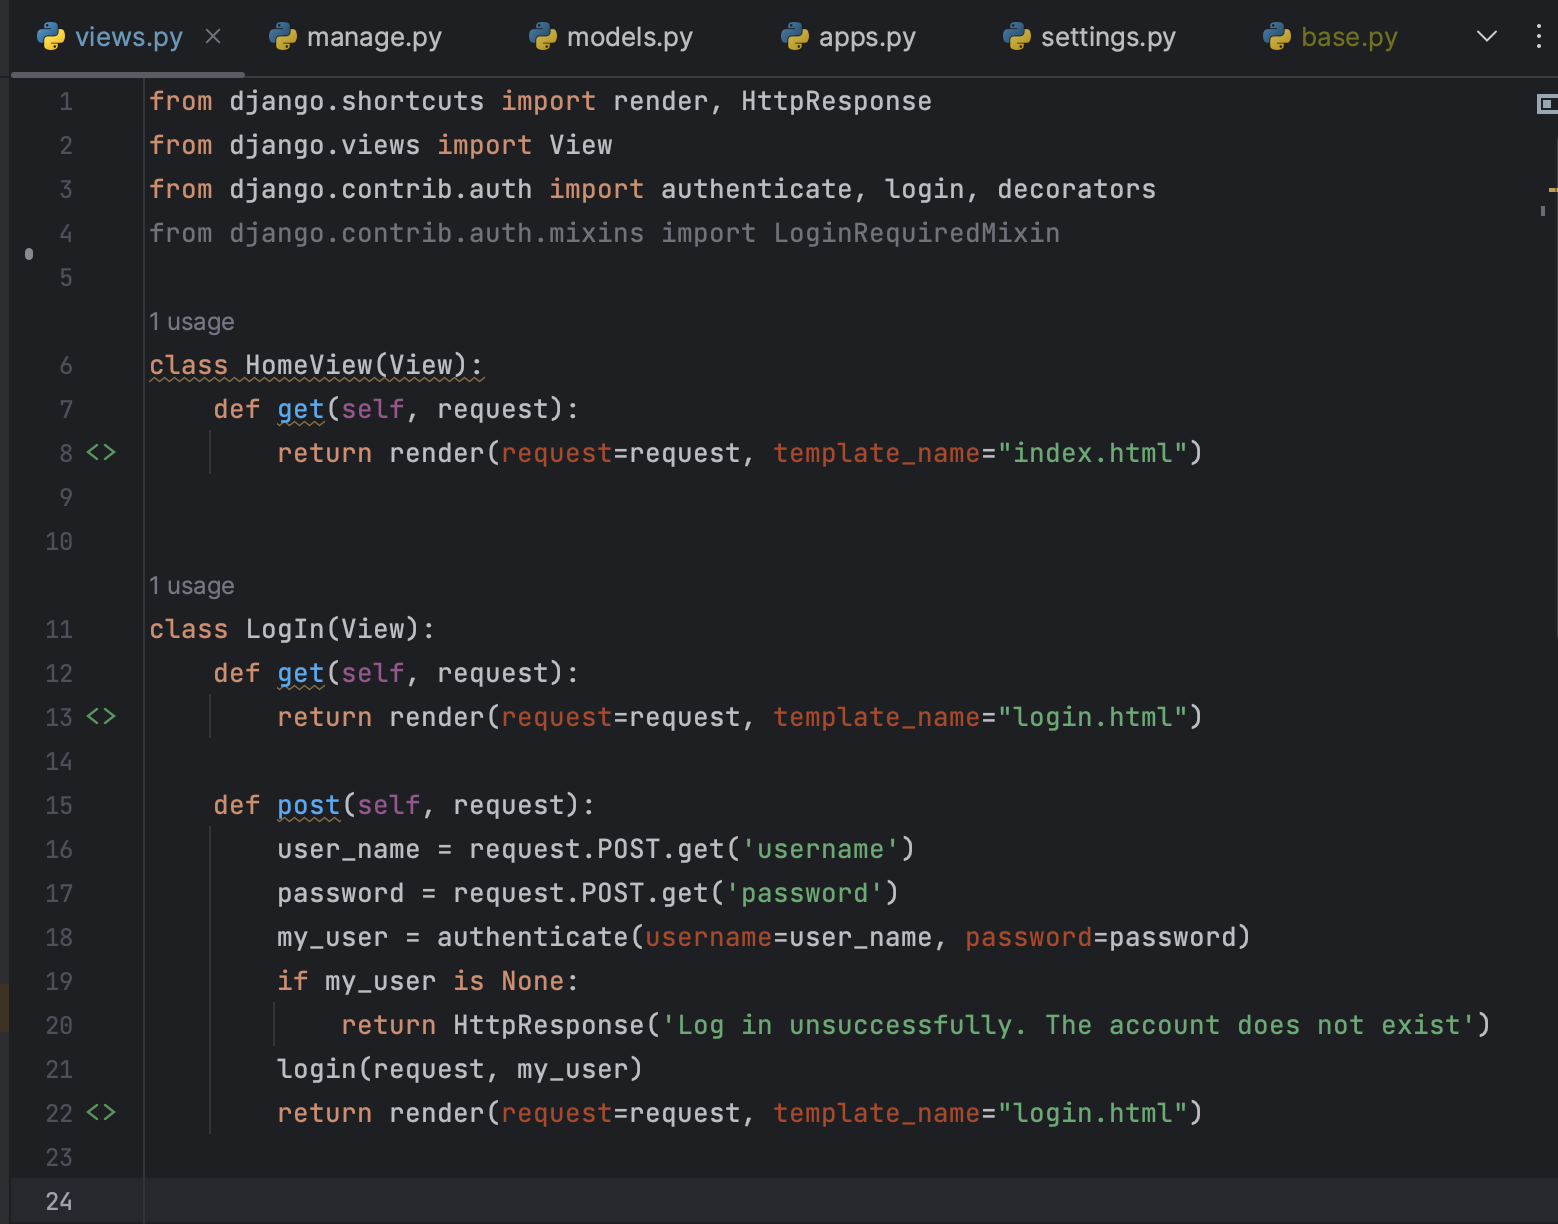 views.py manage.py models.py apps.py settings.py base.py
1 from django.shortcuts import render, HttpResponse
2 from django.views import View
3 from django.contrib.auth import authenticate, login, decorators
4 from django.contrib.auth.mixins import LoginRequiredMixin
5
1 usage
6 class HomeView(View):
7     def get(self, request):
8 <>         return render(request=request, template_name="index.html")
9
10
1 usage
11 class LogIn(View):
12     def get(self, request):
13 <>         return render(request=request, template_name="login.html")
14
15     def post(self, request):
16         user_name = request.POST.get('username')
17         password = request.POST.get('password')
18         my_user = authenticate(username=user_name, password=password)
19         if my_user is None:
20             return HttpResponse('Log in unsuccessfully. The account does not exist')
21         login(request, my_user)
22 <>         return render(request=request, template_name="login.html")
23
24